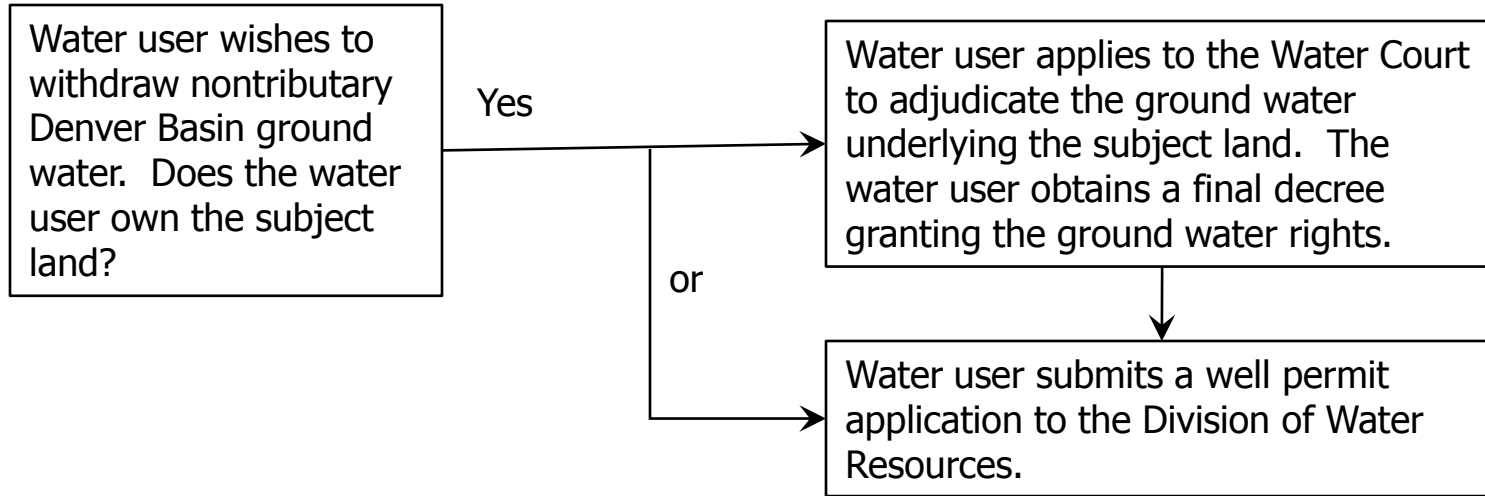 Water user wishes to
withdraw nontributary
Denver Basin ground
water.  Does the water
user own the subject
land?
Yes
or
Water user applies to the Water Court
to adjudicate the ground water
underlying the subject land.  The
water user obtains a final decree
granting the ground water rights.
Water user submits a well permit
application to the Division of Water
Resources.